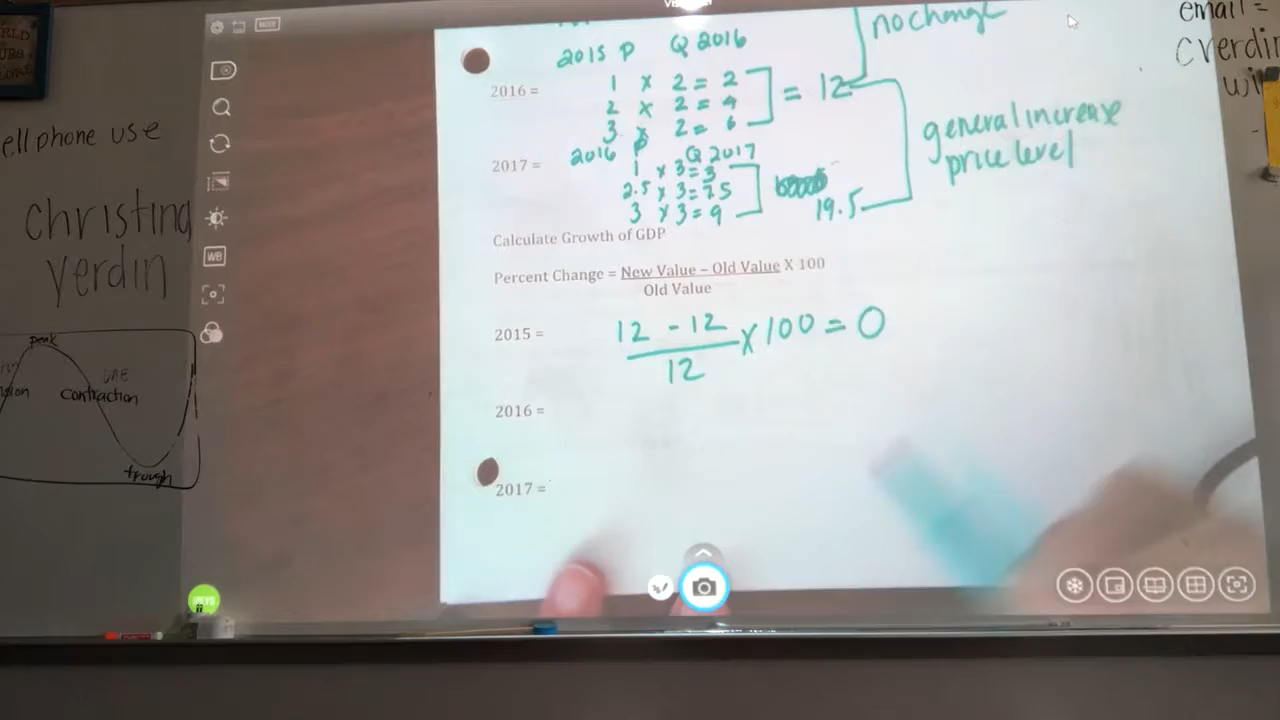 no change
email =
cverdin
2015 P Q 2016
2016 = 1 x 2 = 2
2 x 2 = 4
3 x 2 = 6
= 12
general increase
price level
2016 P Q 2017
2017 = 1 x 3 = 3
2.5 x 3 = 7.5
3 x 3 = 9
19.5
Calculate Growth of GDP
Percent Change = New Value – Old Value X 100
Old Value
2015 = 12 - 12 x 100 = 0
12
2016 =
2017 =
ell phone use
christina
verdin
peak
contraction
trough
MODE
WB